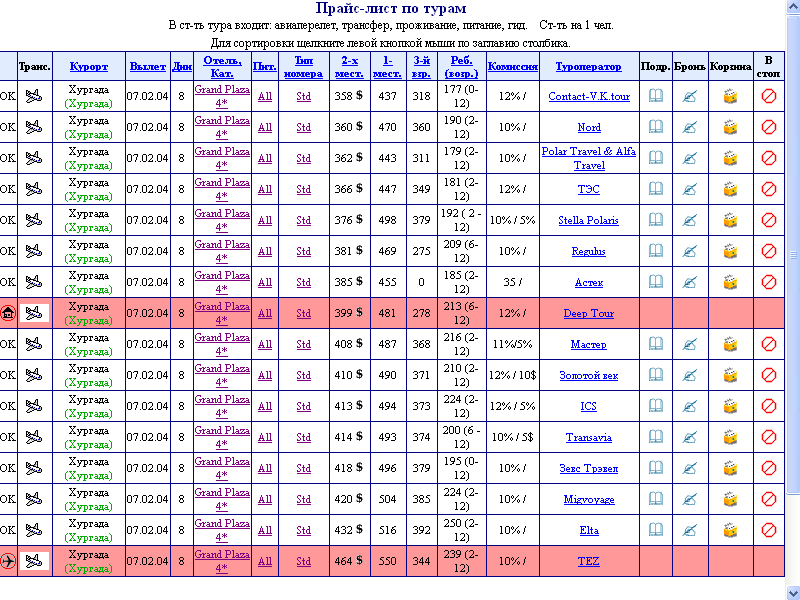 Прайс-лист по турам
В ст-ть тура входит: авиаперелет, трансфер, проживание, питание, гид. Ст-ть на 1 чел.
Для сортировки щелкните левой кнопкой мыши по заглавию столбика.
Транс. Курорт Вылет Дни Отель, Кат. Пит. Тип номера 2-х мест. 1-мест. 3-й взр. Реб. (возр.) Комиссия Туроператор Подр. Бронь Корзина В стоп
OK Хургада (Хургада) 07.02.04 8 Grand Plaza 4* All Std 358 $ 437 318 177 (0-12) 12% / Contact-V.K.tour
OK Хургада (Хургада) 07.02.04 8 Grand Plaza 4* All Std 360 $ 470 360 190 (2-12) 10% / Nord
OK Хургада (Хургада) 07.02.04 8 Grand Plaza 4* All Std 362 $ 443 311 179 (2-12) 10% / Polar Travel & Alfa Travel
OK Хургада (Хургада) 07.02.04 8 Grand Plaza 4* All Std 366 $ 447 349 181 (2-12) 12% / ТЭС
OK Хургада (Хургада) 07.02.04 8 Grand Plaza 4* All Std 376 $ 498 379 192 ( 2 - 12) 10% / 5% Stella Polaris
OK Хургада (Хургада) 07.02.04 8 Grand Plaza 4* All Std 381 $ 469 275 209 (6-12) 10% / Regulus
OK Хургада (Хургада) 07.02.04 8 Grand Plaza 4* All Std 385 $ 455 0 185 (2-12) 35 / Астек
Хургада (Хургада) 07.02.04 8 Grand Plaza 4* All Std 399 $ 481 278 213 (6-12) 12% / Deep Tour
OK Хургада (Хургада) 07.02.04 8 Grand Plaza 4* All Std 408 $ 487 368 216 (2-12) 11%/5% Мастер
OK Хургада (Хургада) 07.02.04 8 Grand Plaza 4* All Std 410 $ 490 371 210 (2-12) 12% / 10$ Золотой век
OK Хургада (Хургада) 07.02.04 8 Grand Plaza 4* All Std 413 $ 494 373 224 (2-12) 12% / 5% ICS
OK Хургада (Хургада) 07.02.04 8 Grand Plaza 4* All Std 414 $ 493 374 200 (6 - 12) 10% / 5$ Transavia
OK Хургада (Хургада) 07.02.04 8 Grand Plaza 4* All Std 418 $ 496 379 195 (0-12) 10% / Зекс Трэвел
OK Хургада (Хургада) 07.02.04 8 Grand Plaza 4* All Std 420 $ 504 385 224 (2-12) 10% / Migvoyage
OK Хургада (Хургада) 07.02.04 8 Grand Plaza 4* All Std 432 $ 516 392 250 (2-12) 10% / Elta
Хургада (Хургада) 07.02.04 8 Grand Plaza 4* All Std 464 $ 550 344 239 (2-12) 10% / TEZ